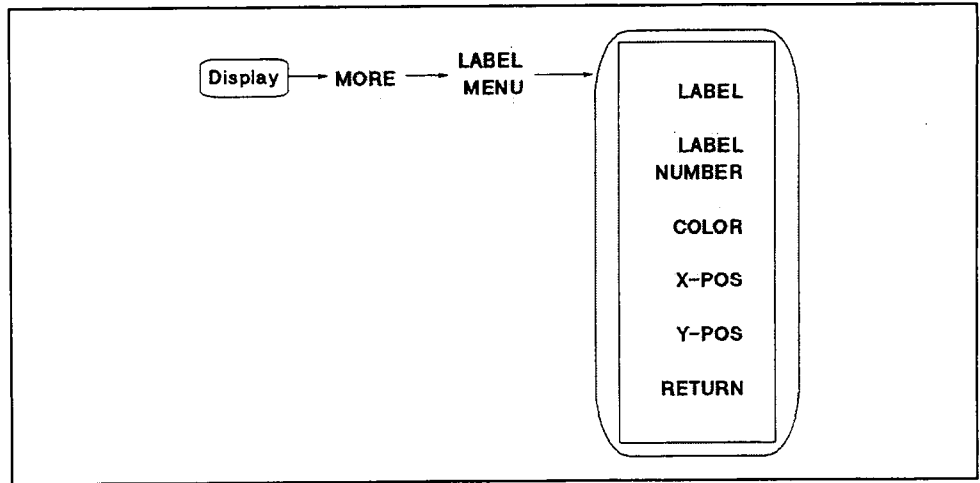 Display
MORE
LABEL
MENU
LABEL
LABEL
NUMBER
COLOR
X-POS
Y-POS
RETURN